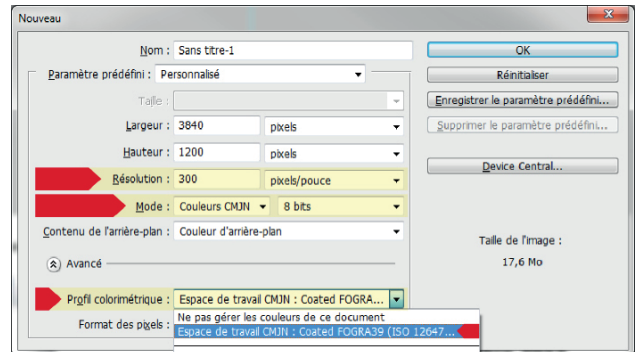 Nouveau
Nom : Sans titre-1
OK
Paramètre prédéfini : Personnalisé
Réinitialiser
Taille :
Enregistrer le paramètre prédéfini...
Largeur : 3840 pixels
Supprimer le paramètre prédéfini...
Hauteur : 1200 pixels
Device Central...
Résolution : 300 pixels/pouce
Mode : Couleurs CMJN 8 bits
Contenu de l'arrière-plan : Couleur d'arrière-plan
Taille de l'image :
17,6 Mo
Avancé
Profil colorimétrique : Espace de travail CMJN : Coated FOGRA...
Ne pas gérer les couleurs de ce document
Format des pixels :
Espace de travail CMJN : Coated FOGRA39 (ISO 12647...